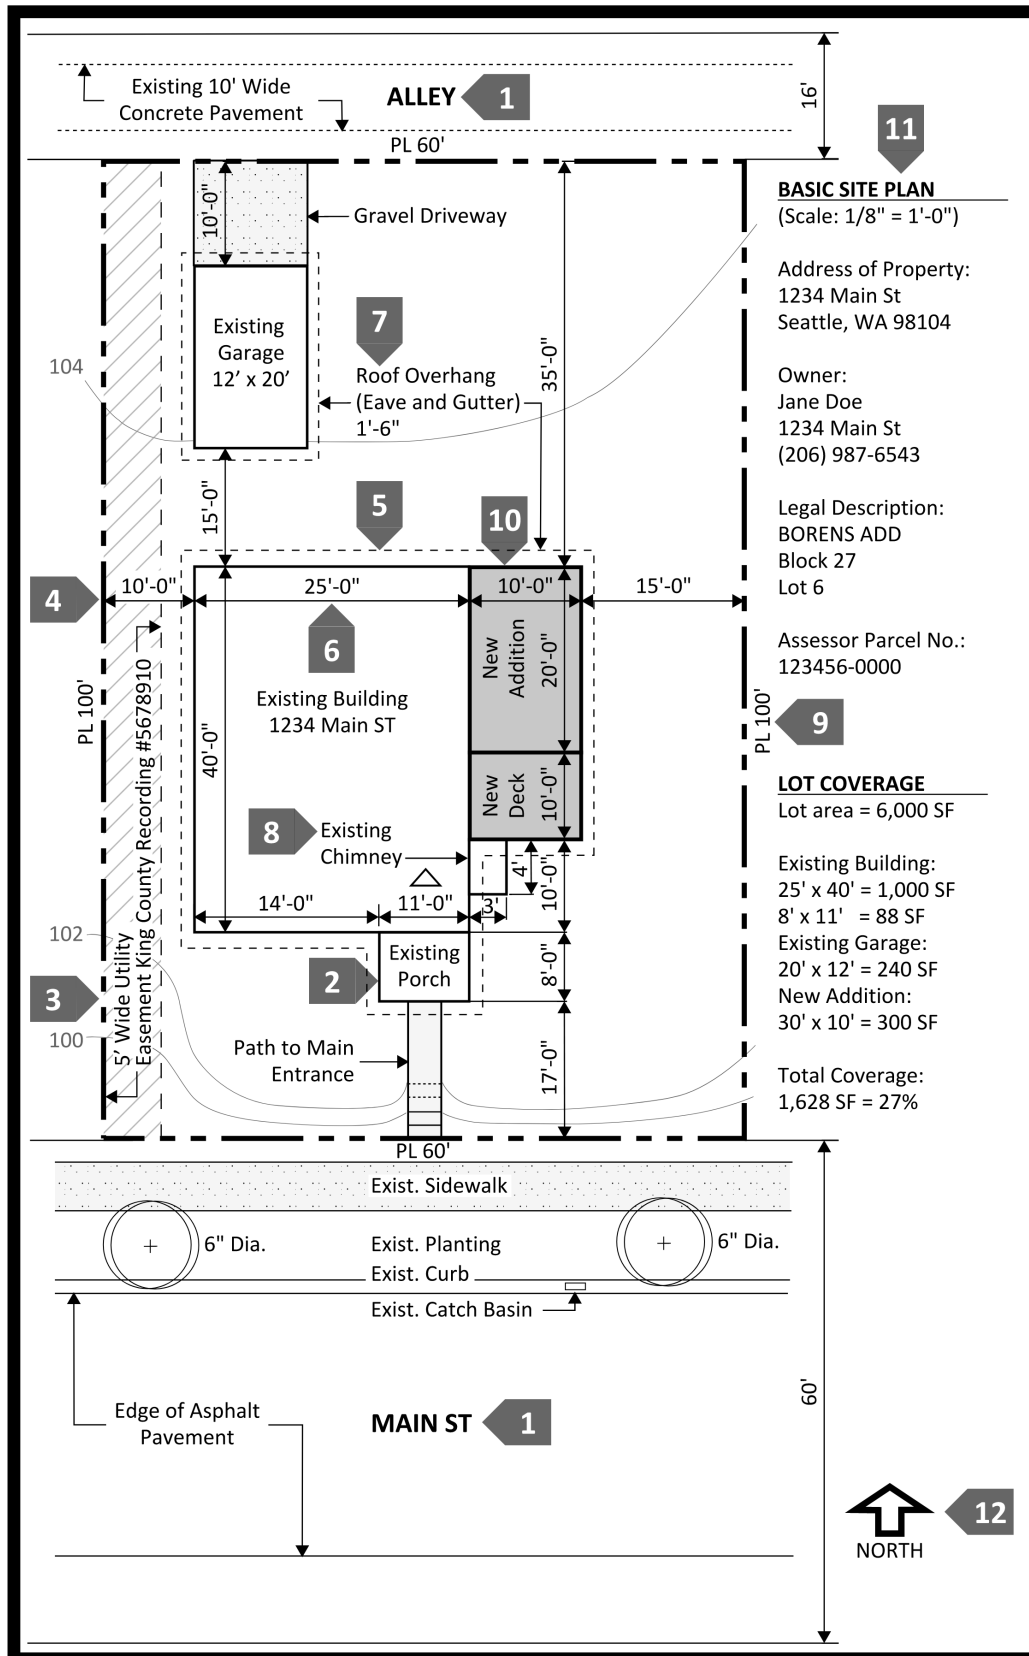 16'
Existing 10' Wide
Concrete Pavement
ALLEY
1
PL 60'
11
BASIC SITE PLAN
(Scale: 1/8" = 1'-0")
Address of Property:
1234 Main St
Seattle, WA 98104
Owner:
Jane Doe
1234 Main St
(206) 987-6543
Legal Description:
BORENS ADD
Block 27
Lot 6
Assessor Parcel No.:
123456-0000
10'-0"
Gravel Driveway
Existing
Garage
12' x 20'
104
7
Roof Overhang
(Eave and Gutter)
1'-6"
35'-0"
15'-0"
5
10
4
10'-0"
25'-0"
10'-0"
15'-0"
6
New
Addition
20'-0"
Existing Building
1234 Main ST
40'-0"
PL 100'
PL 100'
9
New
Deck
10'-0"
8
Existing
Chimney
4'
3'
10'-0"
14'-0"
11'-0"
102
2
Existing
Porch
8'-0"
3
100
5' Wide Utility
Easement King County Recording #5678910
Path to Main
Entrance
17'-0"
LOT COVERAGE
Lot area = 6,000 SF
Existing Building:
25' x 40' = 1,000 SF
8' x 11' = 88 SF
Existing Garage:
20' x 12' = 240 SF
New Addition:
30' x 10' = 300 SF
Total Coverage:
1,628 SF = 27%
PL 60'
Exist. Sidewalk
6" Dia.
Exist. Planting
6" Dia.
Exist. Curb
Exist. Catch Basin
Edge of Asphalt
Pavement
MAIN ST
1
60'
12
NORTH